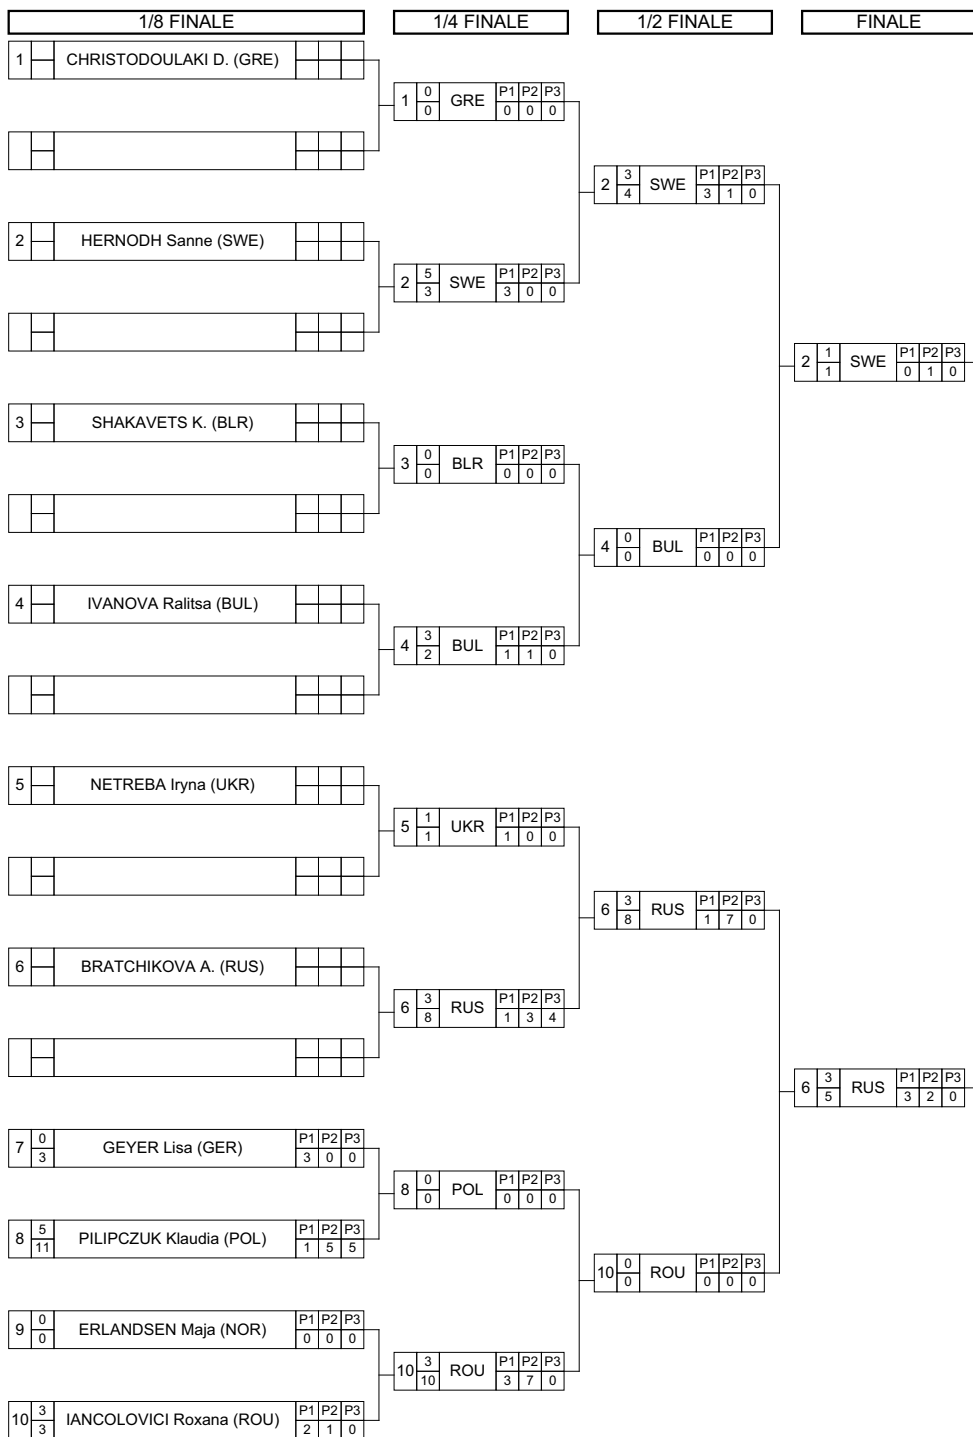 1/8 FINALE 1/4 FINALE 1/2 FINALE FINALE
1 CHRISTODOULAKI D. (GRE)
1 0 0 GRE P1 P2 P3 0 0 0
2 3 4 SWE P1 P2 P3 3 1 0
2 HERNODH Sanne (SWE)
2 5 3 SWE P1 P2 P3 3 0 0
2 1 1 SWE P1 P2 P3 0 1 0
3 SHAKAVETS K. (BLR)
3 0 0 BLR P1 P2 P3 0 0 0
4 0 0 BUL P1 P2 P3 0 0 0
4 IVANOVA Ralitsa (BUL)
4 3 2 BUL P1 P2 P3 1 1 0
5 NETREBA Iryna (UKR)
5 1 1 UKR P1 P2 P3 1 0 0
6 3 8 RUS P1 P2 P3 1 7 0
6 BRATCHIKOVA A. (RUS)
6 3 8 RUS P1 P2 P3 1 3 4
6 3 5 RUS P1 P2 P3 3 2 0
7 0 3 GEYER Lisa (GER) P1 P2 P3 3 0 0
8 0 0 POL P1 P2 P3 0 0 0
8 5 11 PILIPCZUK Klaudia (POL) P1 P2 P3 1 5 5
10 0 0 ROU P1 P2 P3 0 0 0
9 0 0 ERLANDSEN Maja (NOR) P1 P2 P3 0 0 0
10 3 10 ROU P1 P2 P3 3 7 0
10 3 3 IANCOLOVICI Roxana (ROU) P1 P2 P3 2 1 0